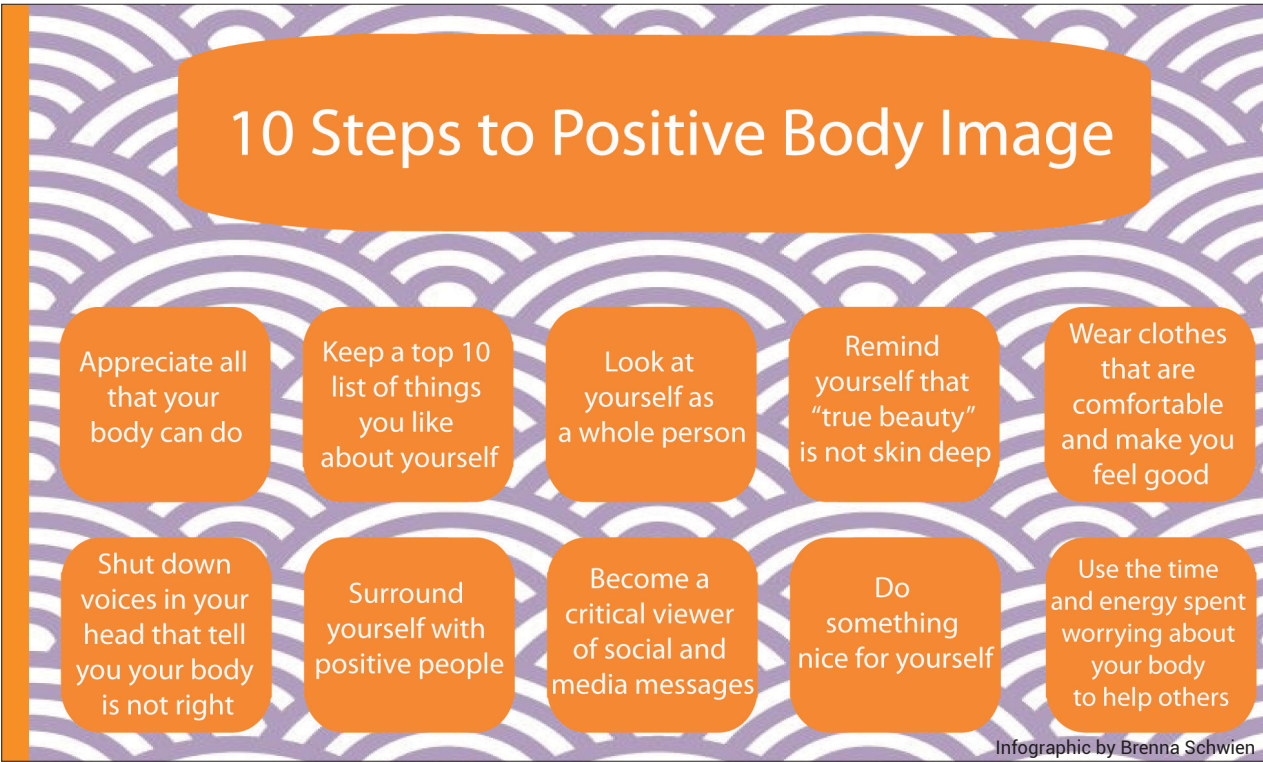 10 Steps to Positive Body Image
Appreciate all
that your
body can do
Keep a top 10
list of things
you like
about yourself
Look at
yourself as
a whole person
Remind
yourself that
“true beauty”
is not skin deep
Wear clothes
that are
comfortable
and make you
feel good
Shut down
voices in your
head that tell
you your body
is not right
Surround
yourself with
positive people
Become a
critical viewer
of social and
media messages
Do
something
nice for yourself
Use the time
and energy spent
worrying about
your body
to help others
Infographic by Brenna Schwien